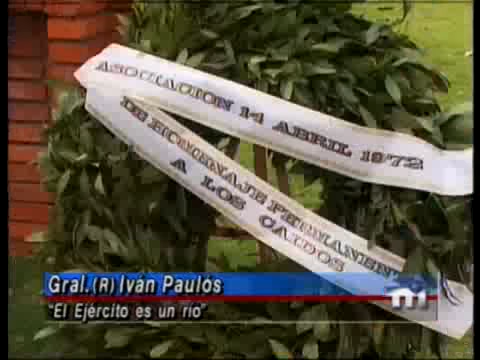 ASOCIACION 14 ABRIL 1972
DE HOMENAJE PERMANENTE
A LOS CAIDOS
Gral. (R) Iván Paulós
"El Ejército es un río"